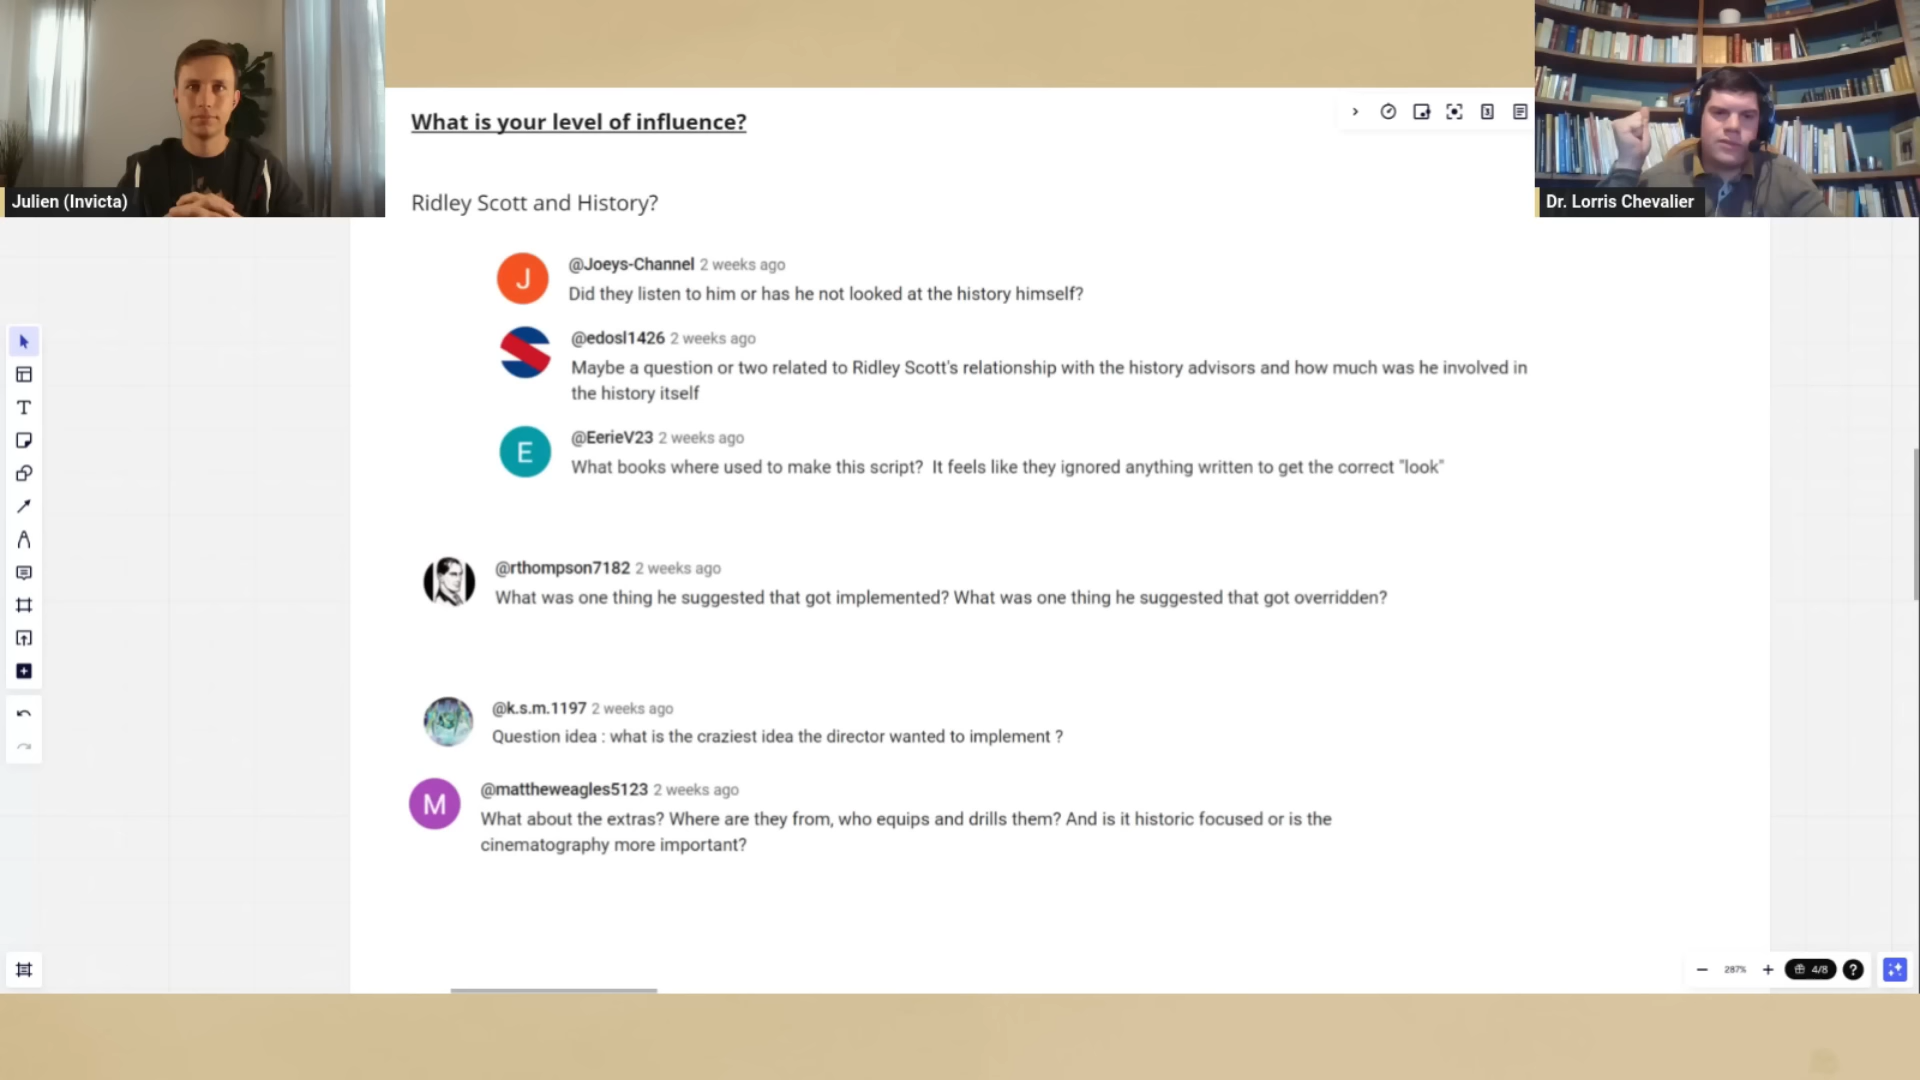 What is your level of influence?
Julien (Invicta)
Dr. Lorris Chevalier
Ridley Scott and History?
J
@Joeys-Channel 2 weeks ago
Did they listen to him or has he not looked at the history himself?
@edosl1426 2 weeks ago
Maybe a question or two related to Ridley Scott's relationship with the history advisors and how much was he involved in
the history itself
E
@EerieV23 2 weeks ago
What books where used to make this script? It feels like they ignored anything written to get the correct "look"
@rthompson7182 2 weeks ago
What was one thing he suggested that got implemented? What was one thing he suggested that got overridden?
@k.s.m.1197 2 weeks ago
Question idea : what is the craziest idea the director wanted to implement ?
M
@mattheweagles5123 2 weeks ago
What about the extras? Where are they from, who equips and drills them? And is it historic focused or is the
cinematography more important?
287%
4/8
?